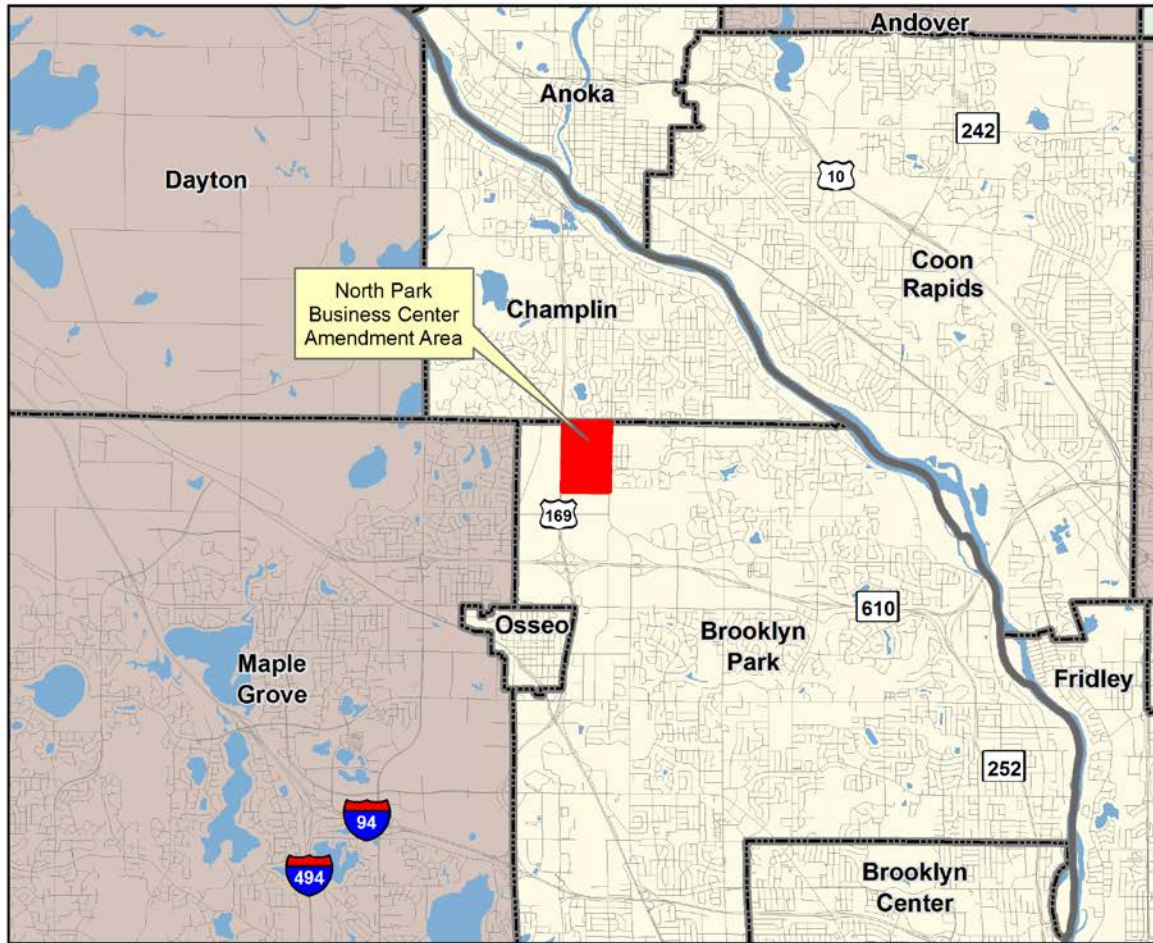 Andover
Anoka
242
10
Dayton
Coon
Rapids
North Park
Business Center
Amendment Area
Champlin
169
610
Osseo
Brooklyn
Park
Maple
Grove
Fridley
252
94
494
Brooklyn
Center